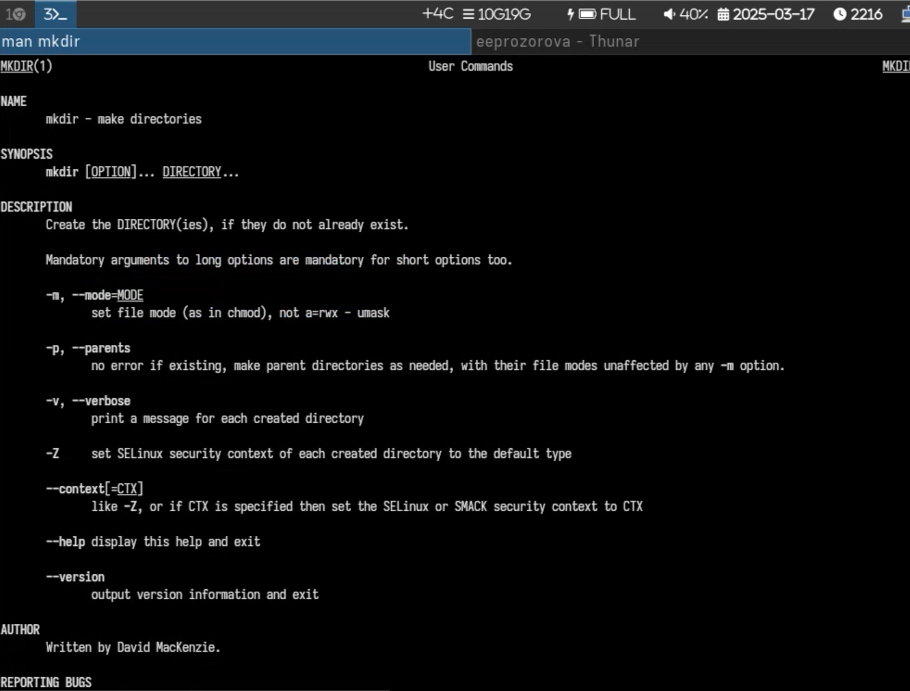 1 3 +4C 10G19G FULL 40% 2025-03-17 2216
man mkdir eeprozorova - Thunar
MKDIR(1) User Commands MKDI
NAME
mkdir - make directories
SYNOPSIS
mkdir [OPTION]... DIRECTORY...
DESCRIPTION
Create the DIRECTORY(ies), if they do not already exist.
Mandatory arguments to long options are mandatory for short options too.
-m, --mode=MODE
set file mode (as in chmod), not a=rwx - umask
-p, --parents
no error if existing, make parent directories as needed, with their file modes unaffected by any -m option.
-v, --verbose
print a message for each created directory
-Z set SELinux security context of each created directory to the default type
--context[=CTX]
like -Z, or if CTX is specified then set the SELinux or SMACK security context to CTX
--help display this help and exit
--version
output version information and exit
AUTHOR
Written by David MacKenzie.
REPORTING BUGS